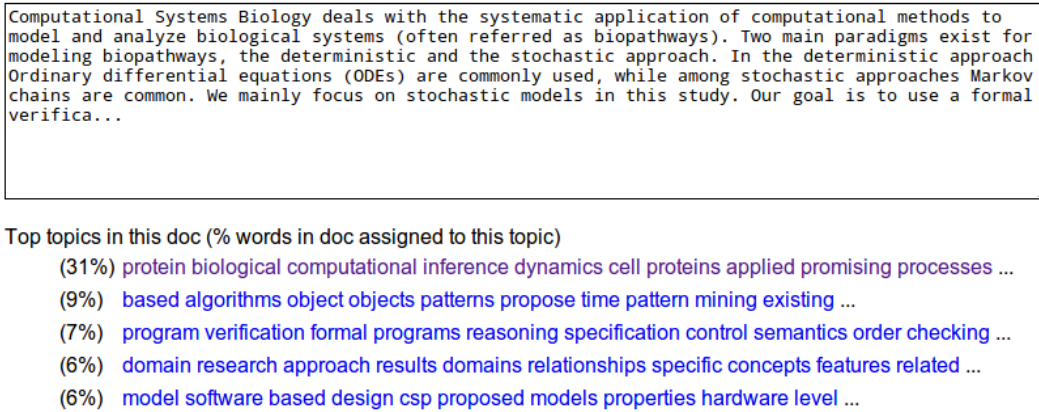 Computational Systems Biology deals with the systematic application of computational methods to
model and analyze biological systems (often referred as biopathways). Two main paradigms exist for
modeling biopathways, the deterministic and the stochastic approach. In the deterministic approach
Ordinary differential equations (ODEs) are commonly used, while among stochastic approaches Markov
chains are common. We mainly focus on stochastic models in this study. Our goal is to use a formal
verifica...
Top topics in this doc (% words in doc assigned to this topic)
(31%) protein biological computational inference dynamics cell proteins applied promising processes ...
(9%) based algorithms object objects patterns propose time pattern mining existing ...
(7%) program verification formal programs reasoning specification control semantics order checking ...
(6%) domain research approach results domains relationships specific concepts features related ...
(6%) model software based design csp proposed models properties hardware level ...